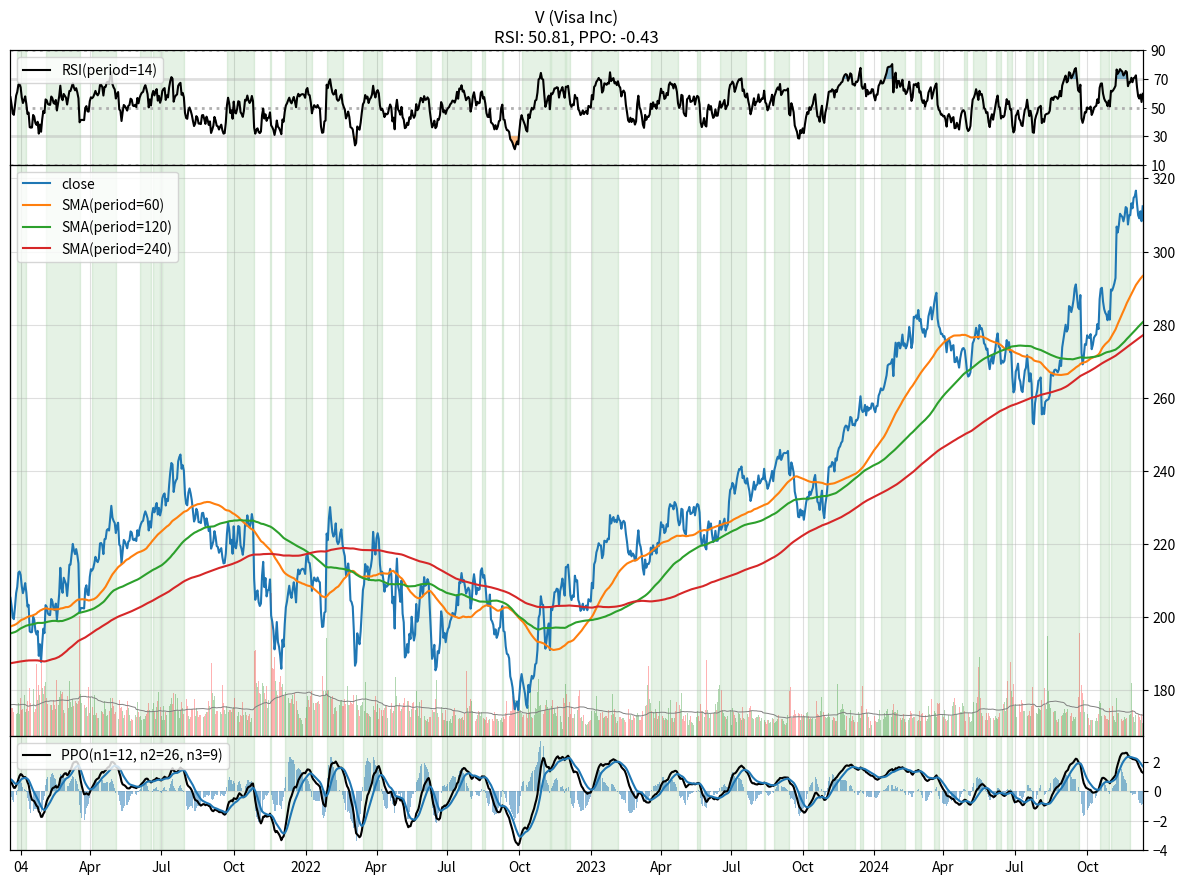 V (Visa Inc)
RSI: 50.81, PPO: -0.43
RSI(period=14)
90
70
50
30
10
close
SMA(period=60)
SMA(period=120)
SMA(period=240)
320
300
280
260
240
220
200
180
PPO(n1=12, n2=26, n3=9)
2
0
−2
−4
04 Apr Jul Oct 2022 Apr Jul Oct 2023 Apr Jul Oct 2024 Apr Jul Oct